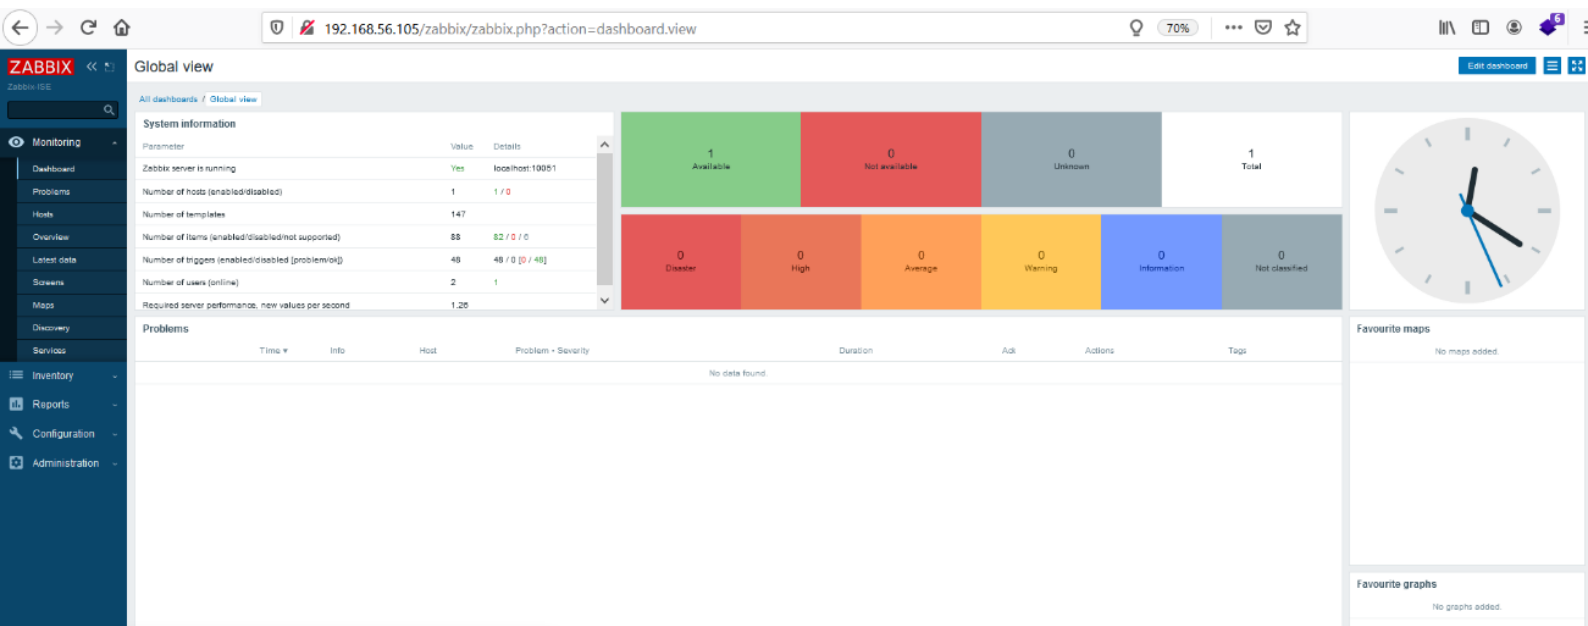 192.168.56.105/zabbix/zabbix.php?action=dashboard.view
70%
6
ZABBIX
Zabbix-ISE
Monitoring
Dashboard
Problems
Hosts
Overview
Latest data
Screens
Maps
Discovery
Services
Inventory
Reports
Configuration
Administration
Global view
Edit dashboard
All dashboards / Global view
System information
Parameter Value Details
Zabbix server is running Yes localhost:10051
Number of hosts (enabled/disabled) 1 1 / 0
Number of templates 147
Number of items (enabled/disabled/not supported) 88 82 / 0 / 6
Number of triggers (enabled/disabled [problem/ok]) 48 48 / 0 [0 / 48]
Number of users (online) 2 1
Required server performance, new values per second 1.26
1 Available
0 Not available
0 Unknown
1 Total
0 Disaster
0 High
0 Average
0 Warning
0 Information
0 Not classified
Problems
Time ▼ Info Host Problem • Severity Duration Ack Actions Tags
No data found.
Favourite maps
No maps added.
Favourite graphs
No graphs added.